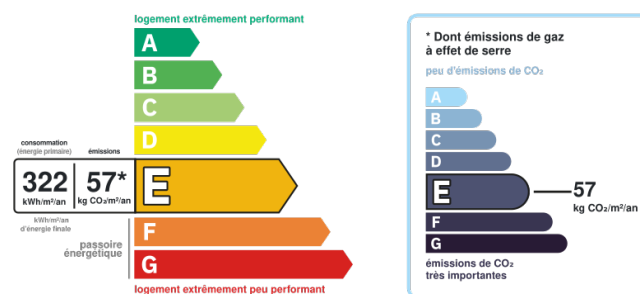 logement extrêmement performant
A
B
C
D
consommation
(énergie primaire)
émissions
322
kWh/m²/an
57*
kg CO₂/m²/an
E
kWh/m²/an
d'énergie finale
passoire
énergétique
F
G
logement extrêmement peu performant
* Dont émissions de gaz
à effet de serre
peu d'émissions de CO₂
A
B
C
D
E
57
kg CO₂/m²/an
F
G
émissions de CO₂
très importantes